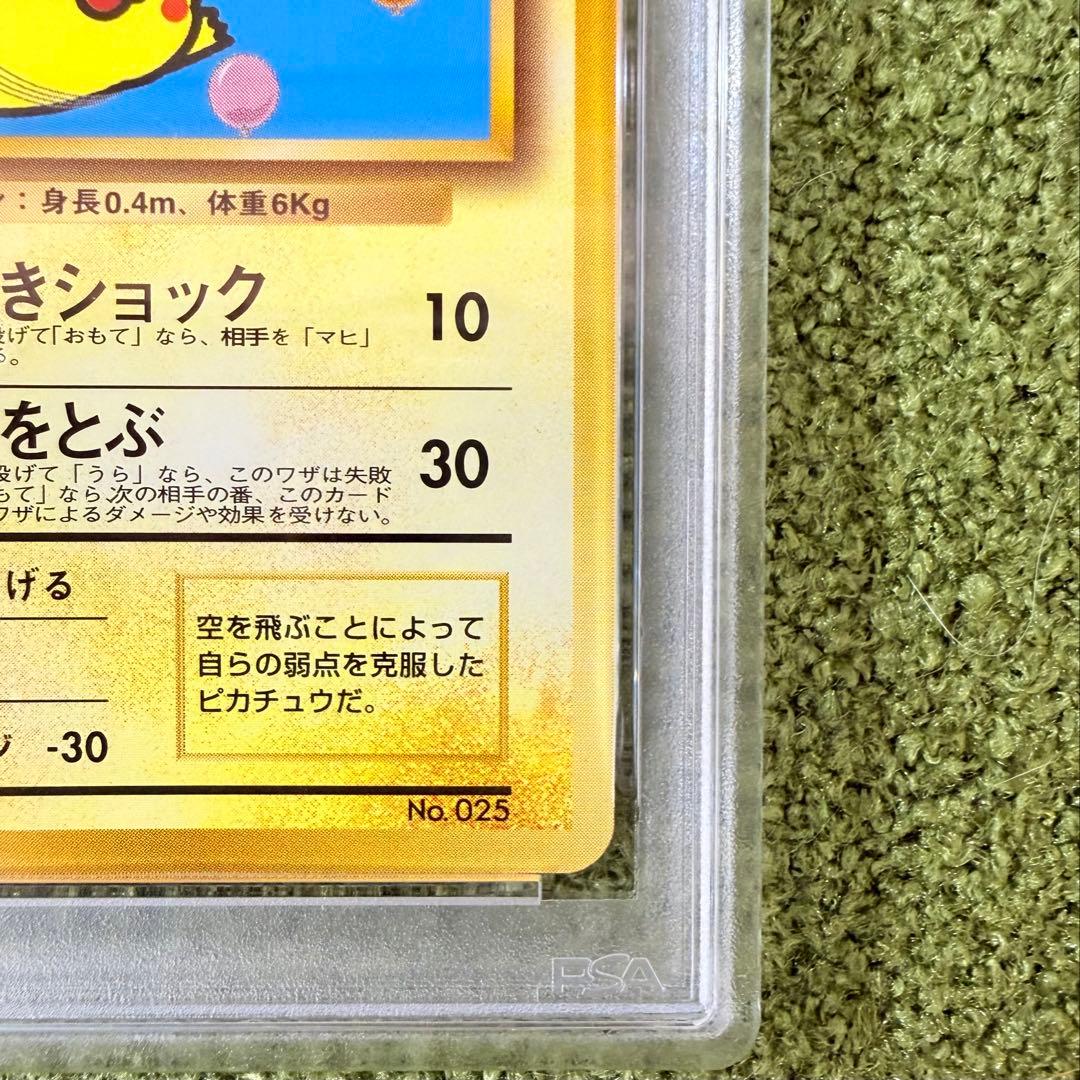 ：身長0.4m、体重6Kg
きショック 10
げて「おもて」なら、相手を「マヒ」
る。
をとぶ 30
投げて「うら」なら、このワザは失敗
もて」なら、次の相手の番、このカード
ワザによるダメージや効果を受けない。
げる
空を飛ぶことによって
自らの弱点を克服した
ピカチュウだ。
-30
No. 025
PSA